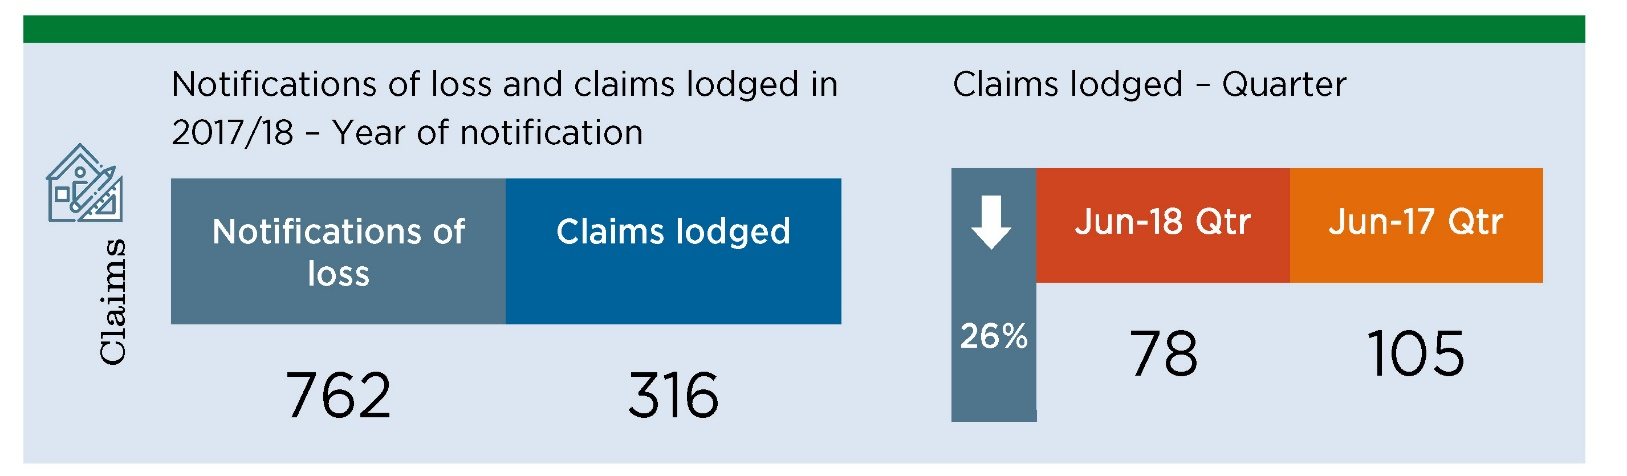 Claims
Notifications of loss and claims lodged in
2017/18 – Year of notification
Notifications of
loss
Claims lodged
762
316
Claims lodged – Quarter
26%
Jun-18 Qtr
Jun-17 Qtr
78
105